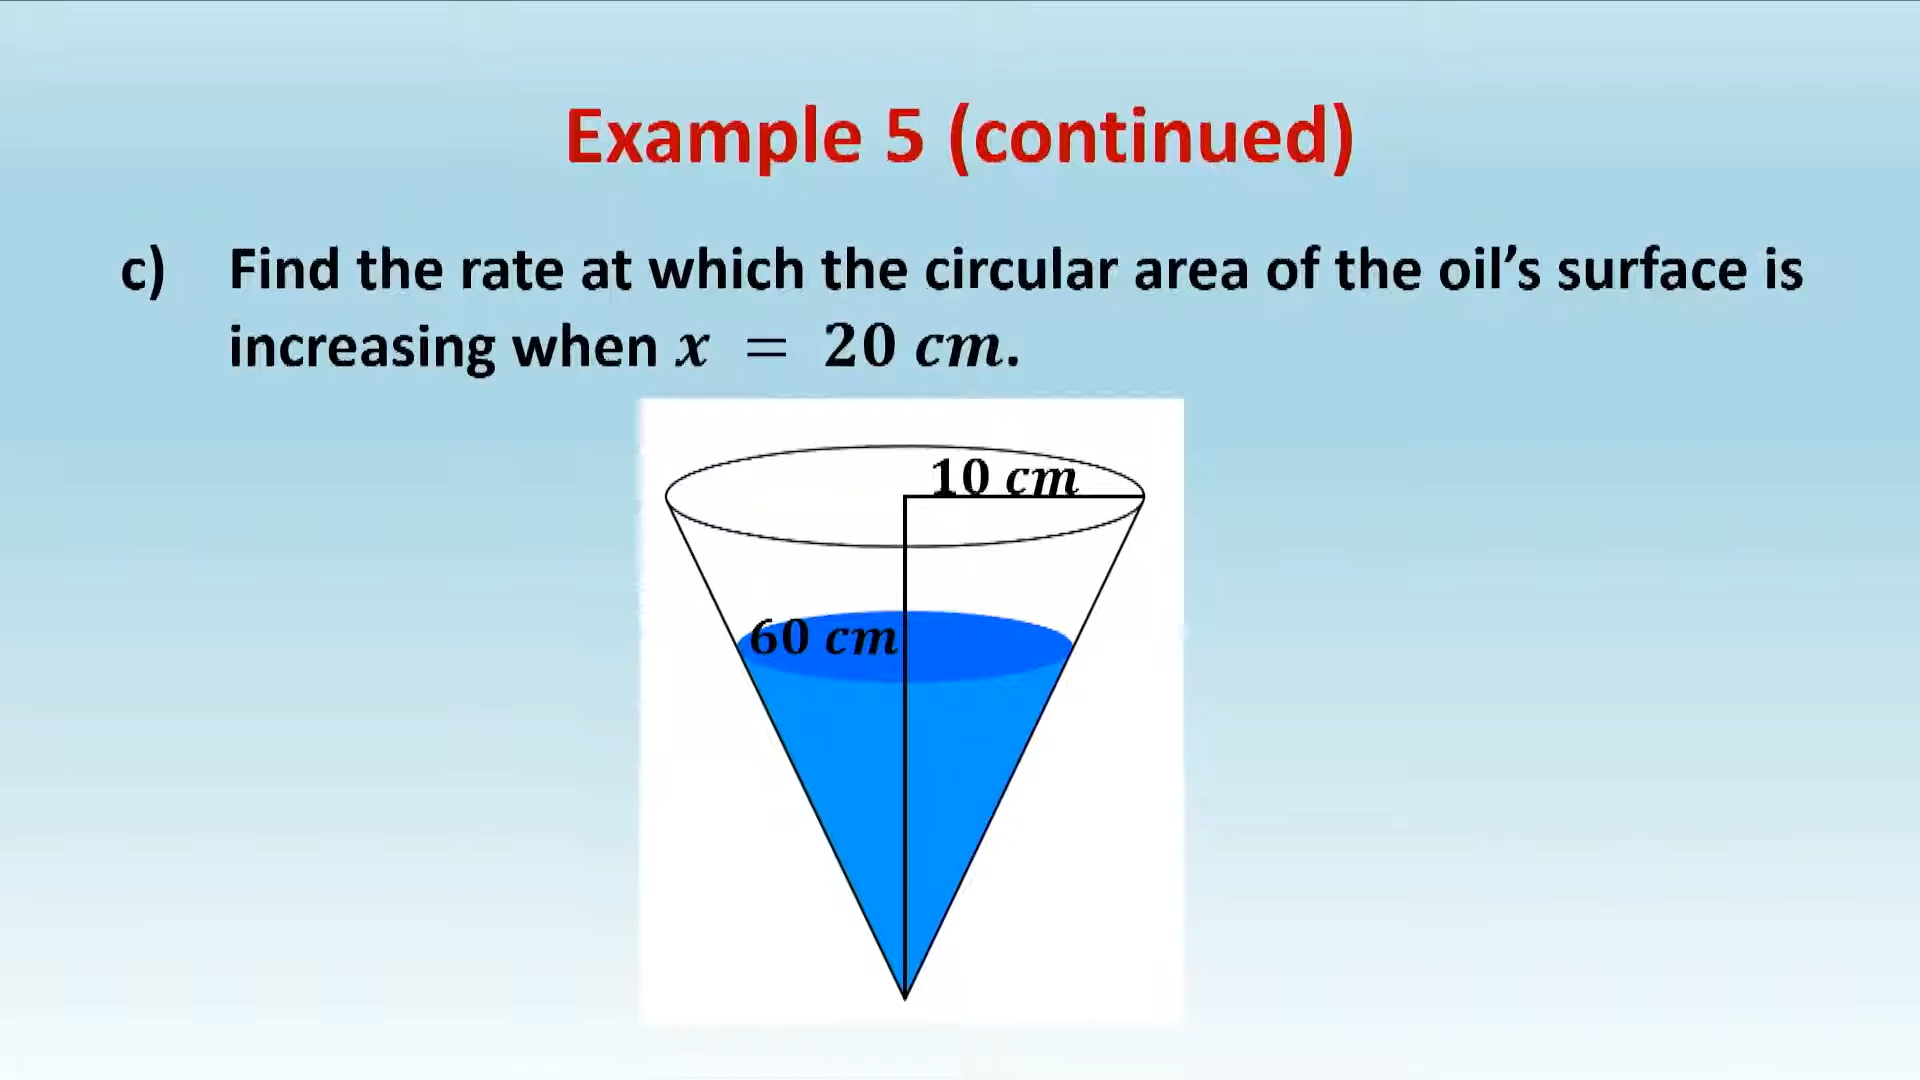 Example 5 (continued)
c) Find the rate at which the circular area of the oil’s surface is
increasing when x = 20 cm.
10 cm
60 cm